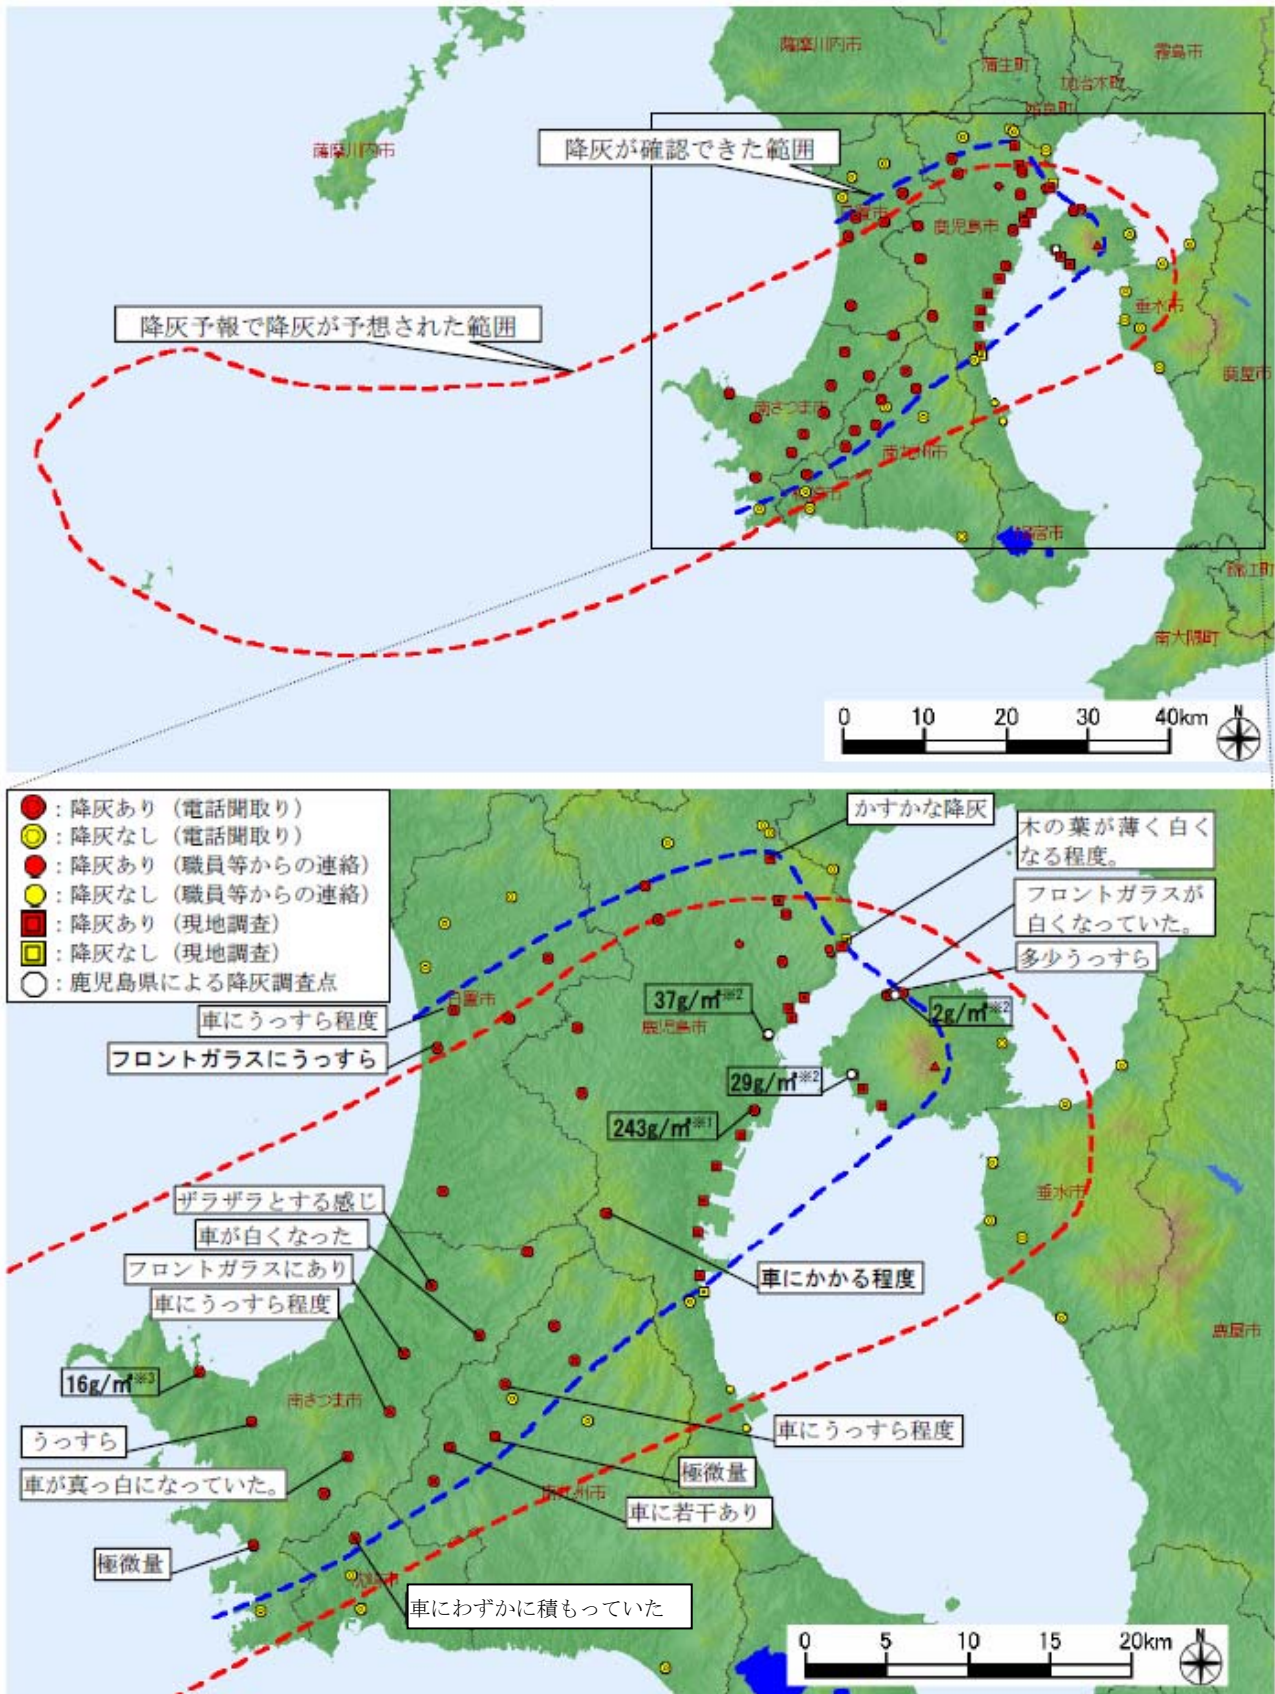 薩摩川内市
霧島市
蒲生町
加治木町
姶良町
薩摩川内市
降灰が確認できた範囲
日置市
鹿児島市
降灰予報で降灰が予想された範囲
垂水市
鹿屋市
南さつま市
南九州市
枕崎市
指宿市
錦江町
南大隅町
0 10 20 30 40km
N
●：降灰あり（電話聞取り）
◎：降灰なし（電話聞取り）
●：降灰あり（職員等からの連絡）
●：降灰なし（職員等からの連絡）
■：降灰あり（現地調査）
□：降灰なし（現地調査）
○：鹿児島県による降灰調査点
かすかな降灰
木の葉が薄く白く
なる程度。
フロントガラスが
白くなっていた。
多少うっすら
37g/㎡※2
2g/㎡※2
日置市
鹿児島市
車にうっすら程度
フロントガラスにうっすら
29g/㎡※2
243g/㎡※1
垂水市
ザラザラとする感じ
車が白くなった
フロントガラスにあり
車にうっすら程度
車にかかる程度
鹿屋市
16g/㎡※3
南さつま市
うっすら
車にうっすら程度
車が真っ白になっていた。
極微量
南九州市
車に若干あり
極微量
枕崎市
車にわずかに積もっていた
0 5 10 15 20km
N